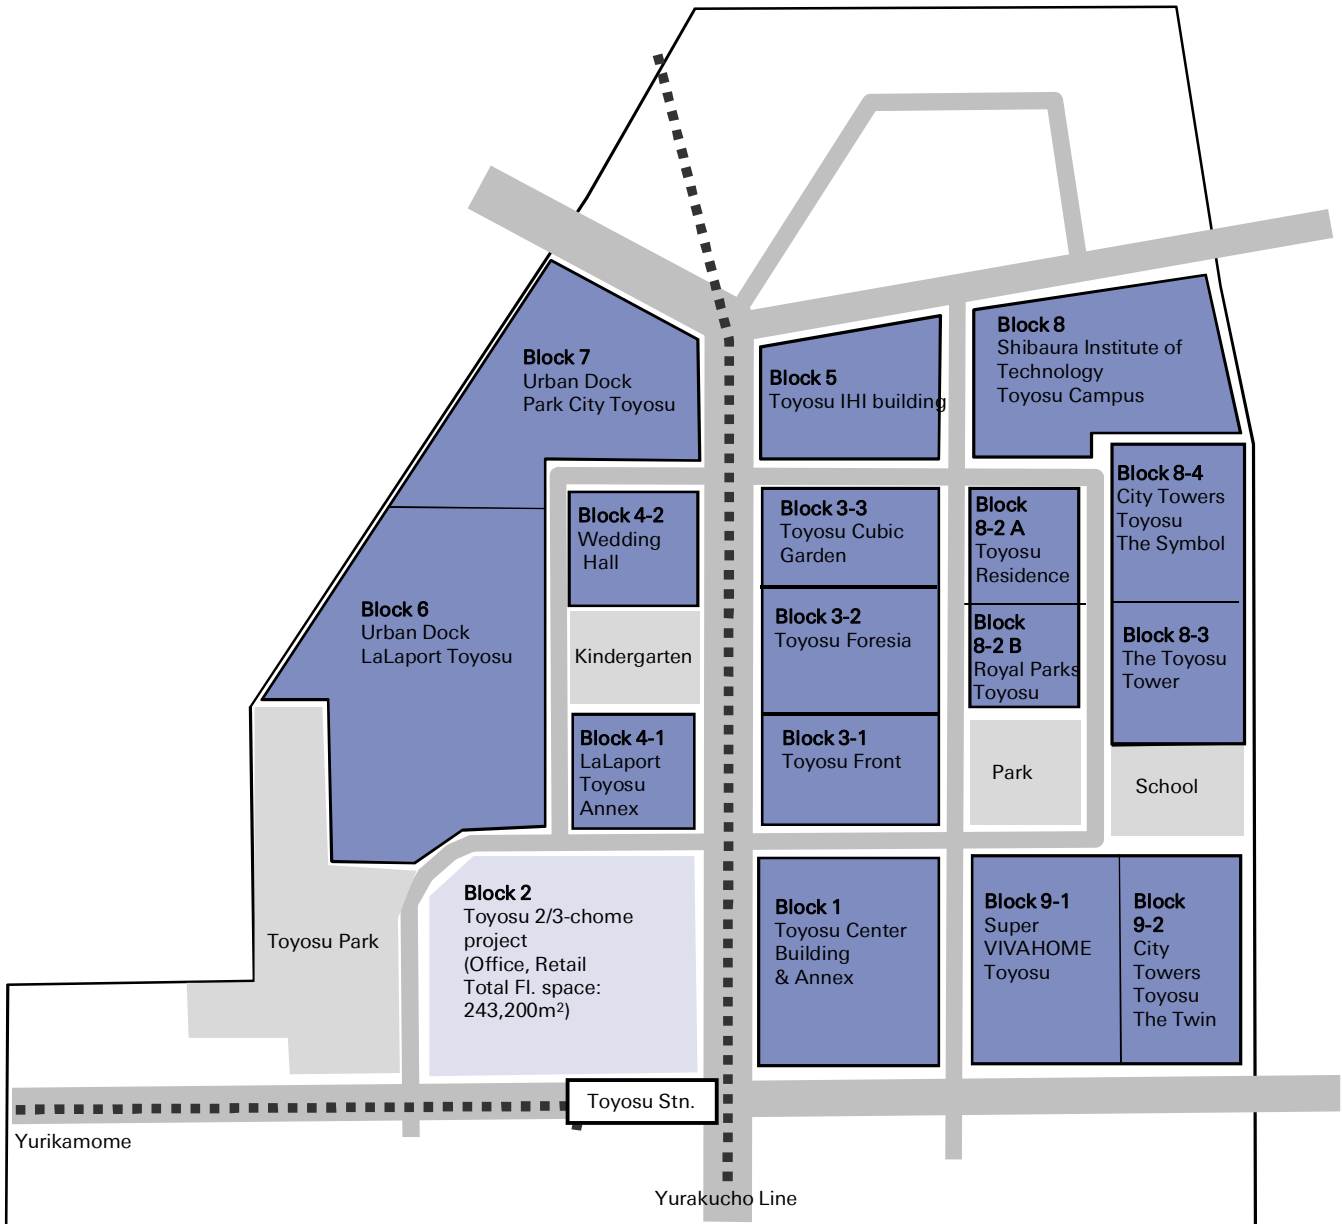 Block 7
Urban Dock
Park City Toyosu
Block 5
Toyosu IHI building
Block 8
Shibaura Institute of
Technology
Toyosu Campus
Block 4-2
Wedding
Hall
Block 3-3
Toyosu Cubic
Garden
Block
8-2 A
Toyosu
Residence
Block 8-4
City Towers
Toyosu
The Symbol
Block 6
Urban Dock
LaLaport Toyosu
Kindergarten
Block 3-2
Toyosu Foresia
Block
8-2 B
Royal Parks
Toyosu
Block 8-3
The Toyosu
Tower
Block 4-1
LaLaport
Toyosu
Annex
Block 3-1
Toyosu Front
Park
School
Toyosu Park
Block 2
Toyosu 2/3-chome
project
(Office, Retail
Total Fl. space:
243,200m²)
Block 1
Toyosu Center
Building
& Annex
Block 9-1
Super
VIVAHOME
Toyosu
Block
9-2
City
Towers
Toyosu
The Twin
Toyosu Stn.
Yurikamome
Yurakucho Line